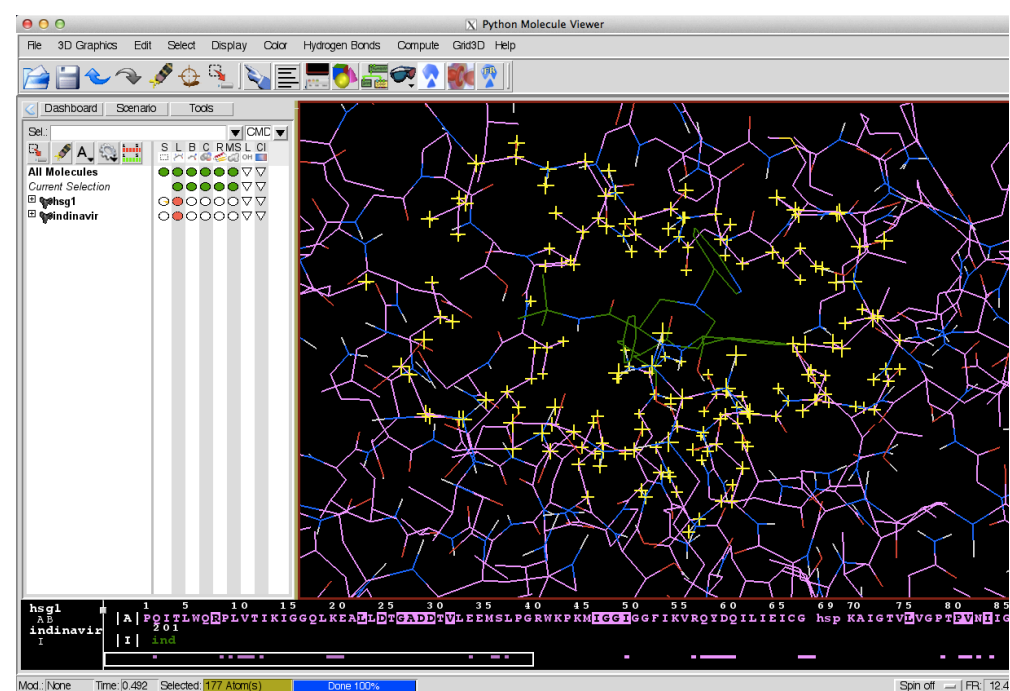 Python Molecule Viewer
File 3D Graphics Edit Select Display Color Hydrogen Bonds Compute Grid3D Help
Dashboard Scenario Tools
Sel.: CMD
S L B C R MS L Cl
All Molecules
Current Selection
hsg1
indinavir
1 5 10 15 20 25 30 35 40 45 50 55 60 65 69 70 75 80 85
hsg1
AB |A| PQITLWQRPLVTIKIGGQLKEALLDTGADDTVLEEMSLPGRWKPKMIGGIGGFIKVRQYDQILIEICG hsp KAIGTVLVGPTFVNIIG
indinavir 201
I |I| ind
Mod.: None Time: 0.492 Selected: 177 Atom(s) Done 100% Spin off FR: 12.4